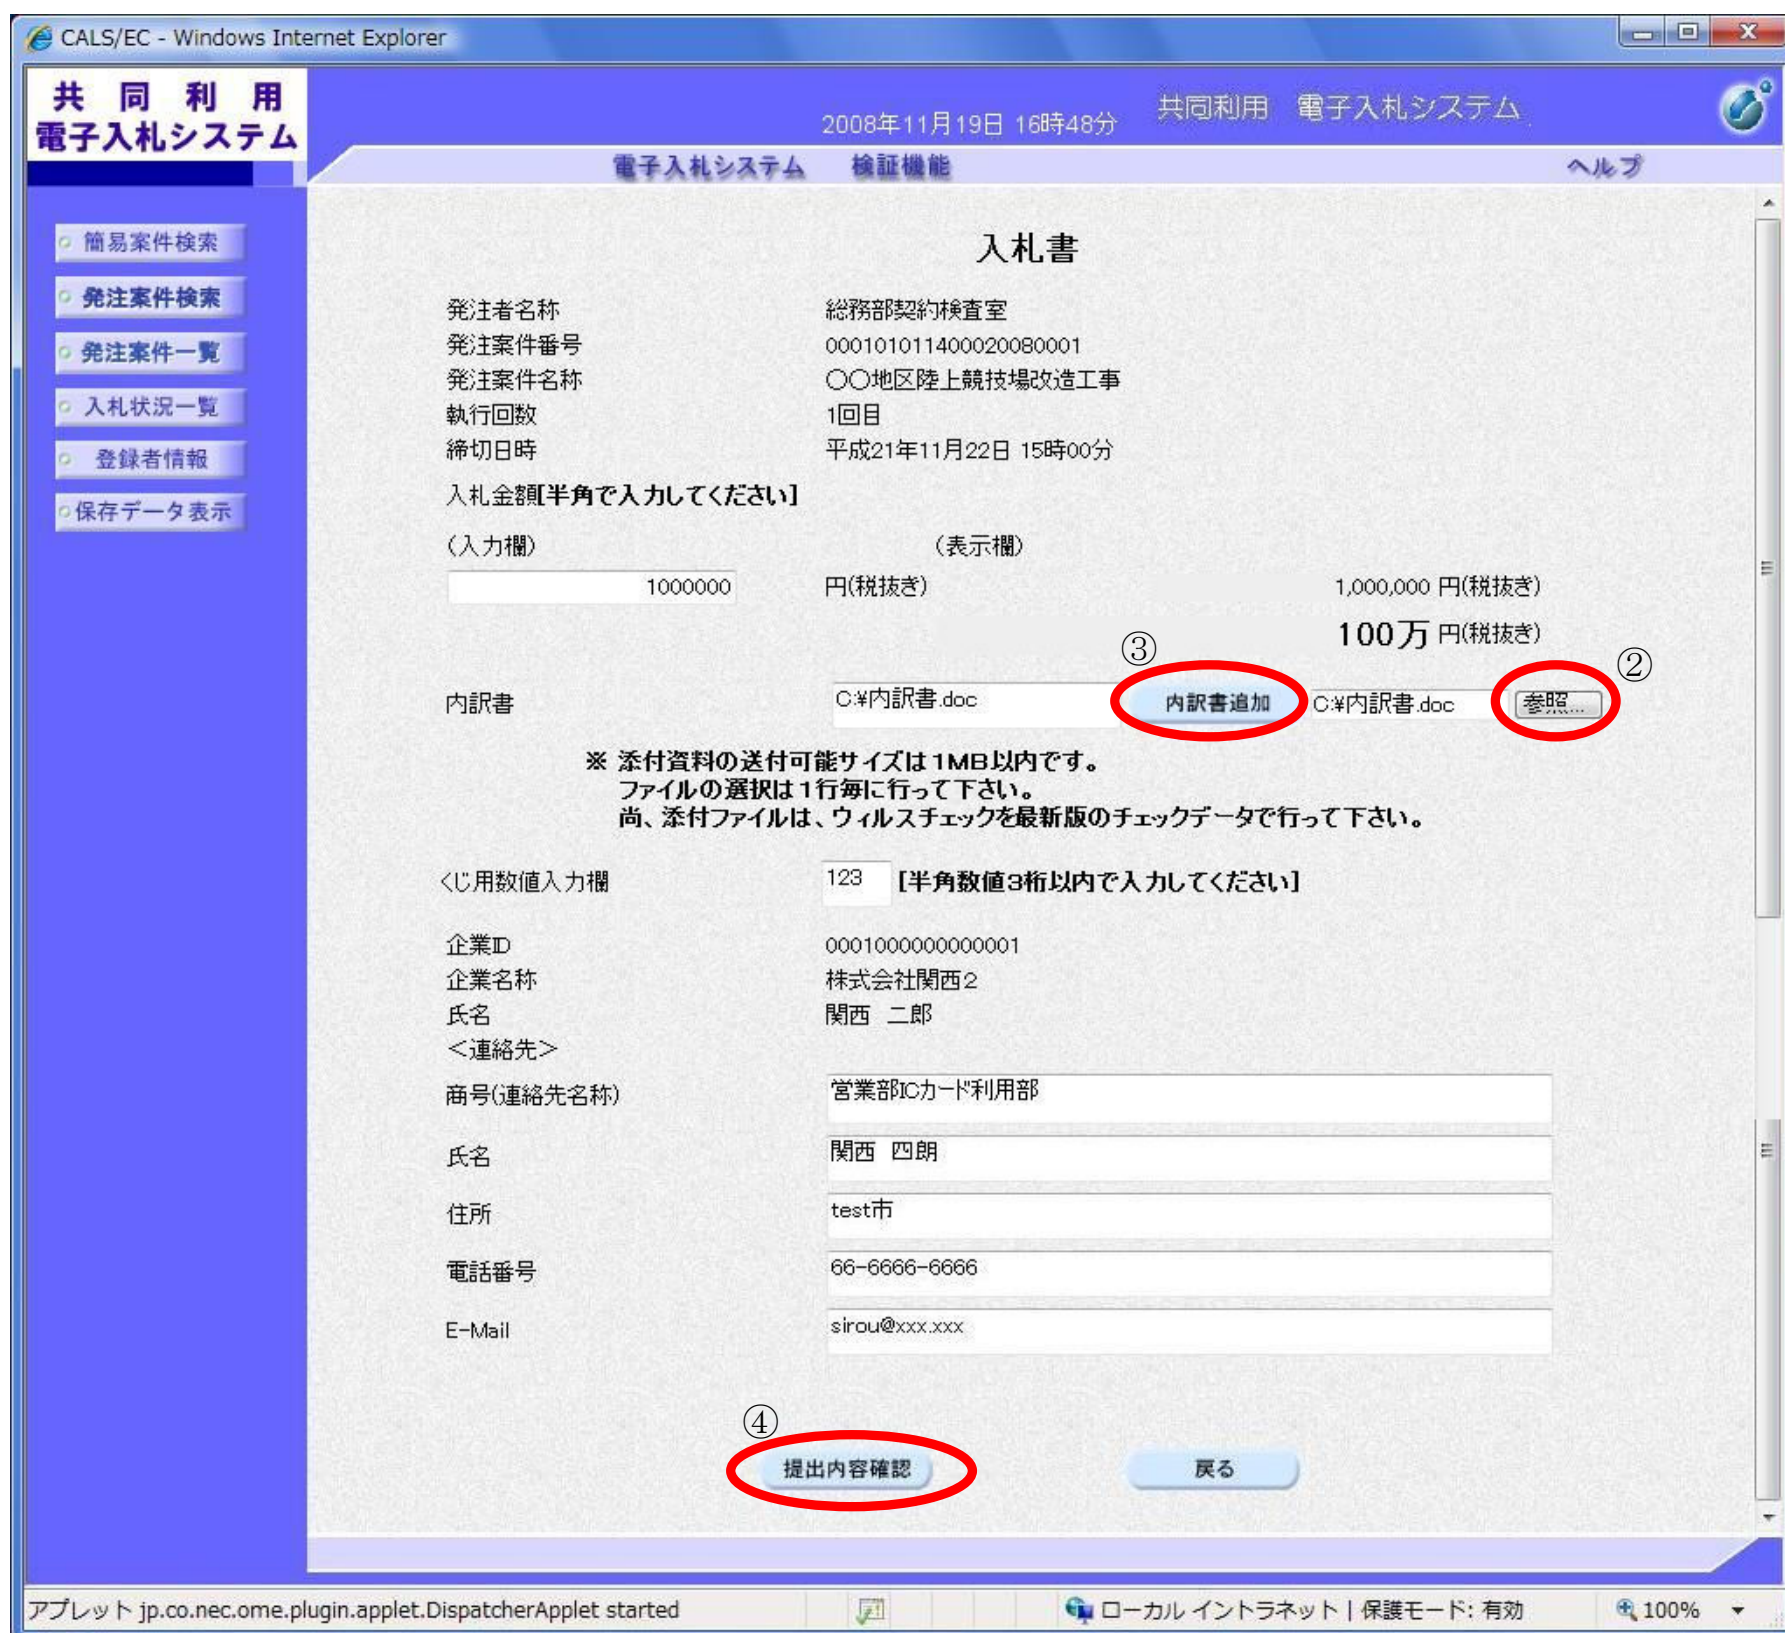 CALS/EC - Windows Internet Explorer
共同利用
電子入札システム
2008年11月19日 16時48分
共同利用 電子入札システム
電子入札システム 検証機能 ヘルプ
簡易案件検索
発注案件検索
発注案件一覧
入札状況一覧
登録者情報
保存データ表示
入札書
発注者名称 総務部契約検査室
発注案件番号 000101011400020080001
発注案件名称 〇〇地区陸上競技場改造工事
執行回数 1回目
締切日時 平成21年11月22日 15時00分
入札金額[半角で入力してください]
(入力欄) (表示欄)
1000000 円(税抜き) 1,000,000 円(税抜き)
100万 円(税抜き)
③ ②
内訳書 C:¥内訳書.doc 内訳書追加 C:¥内訳書.doc 参照...
※ 添付資料の送付可能サイズは1MB以内です。
ファイルの選択は1行毎に行って下さい。
尚、添付ファイルは、ウィルスチェックを最新版のチェックデータで行って下さい。
くじ用数値入力欄 123 [半角数値3桁以内で入力してください]
企業ID 0001000000000001
企業名称 株式会社関西2
氏名 関西 二郎
<連絡先>
商号(連絡先名称) 営業部ICカード利用部
氏名 関西 四朗
住所 test市
電話番号 66-6666-6666
E-Mail sirou@xxx.xxx
④
提出内容確認 戻る
アプレット jp.co.nec.ome.plugin.applet.DispatcherApplet started ローカル イントラネット | 保護モード: 有効 100%